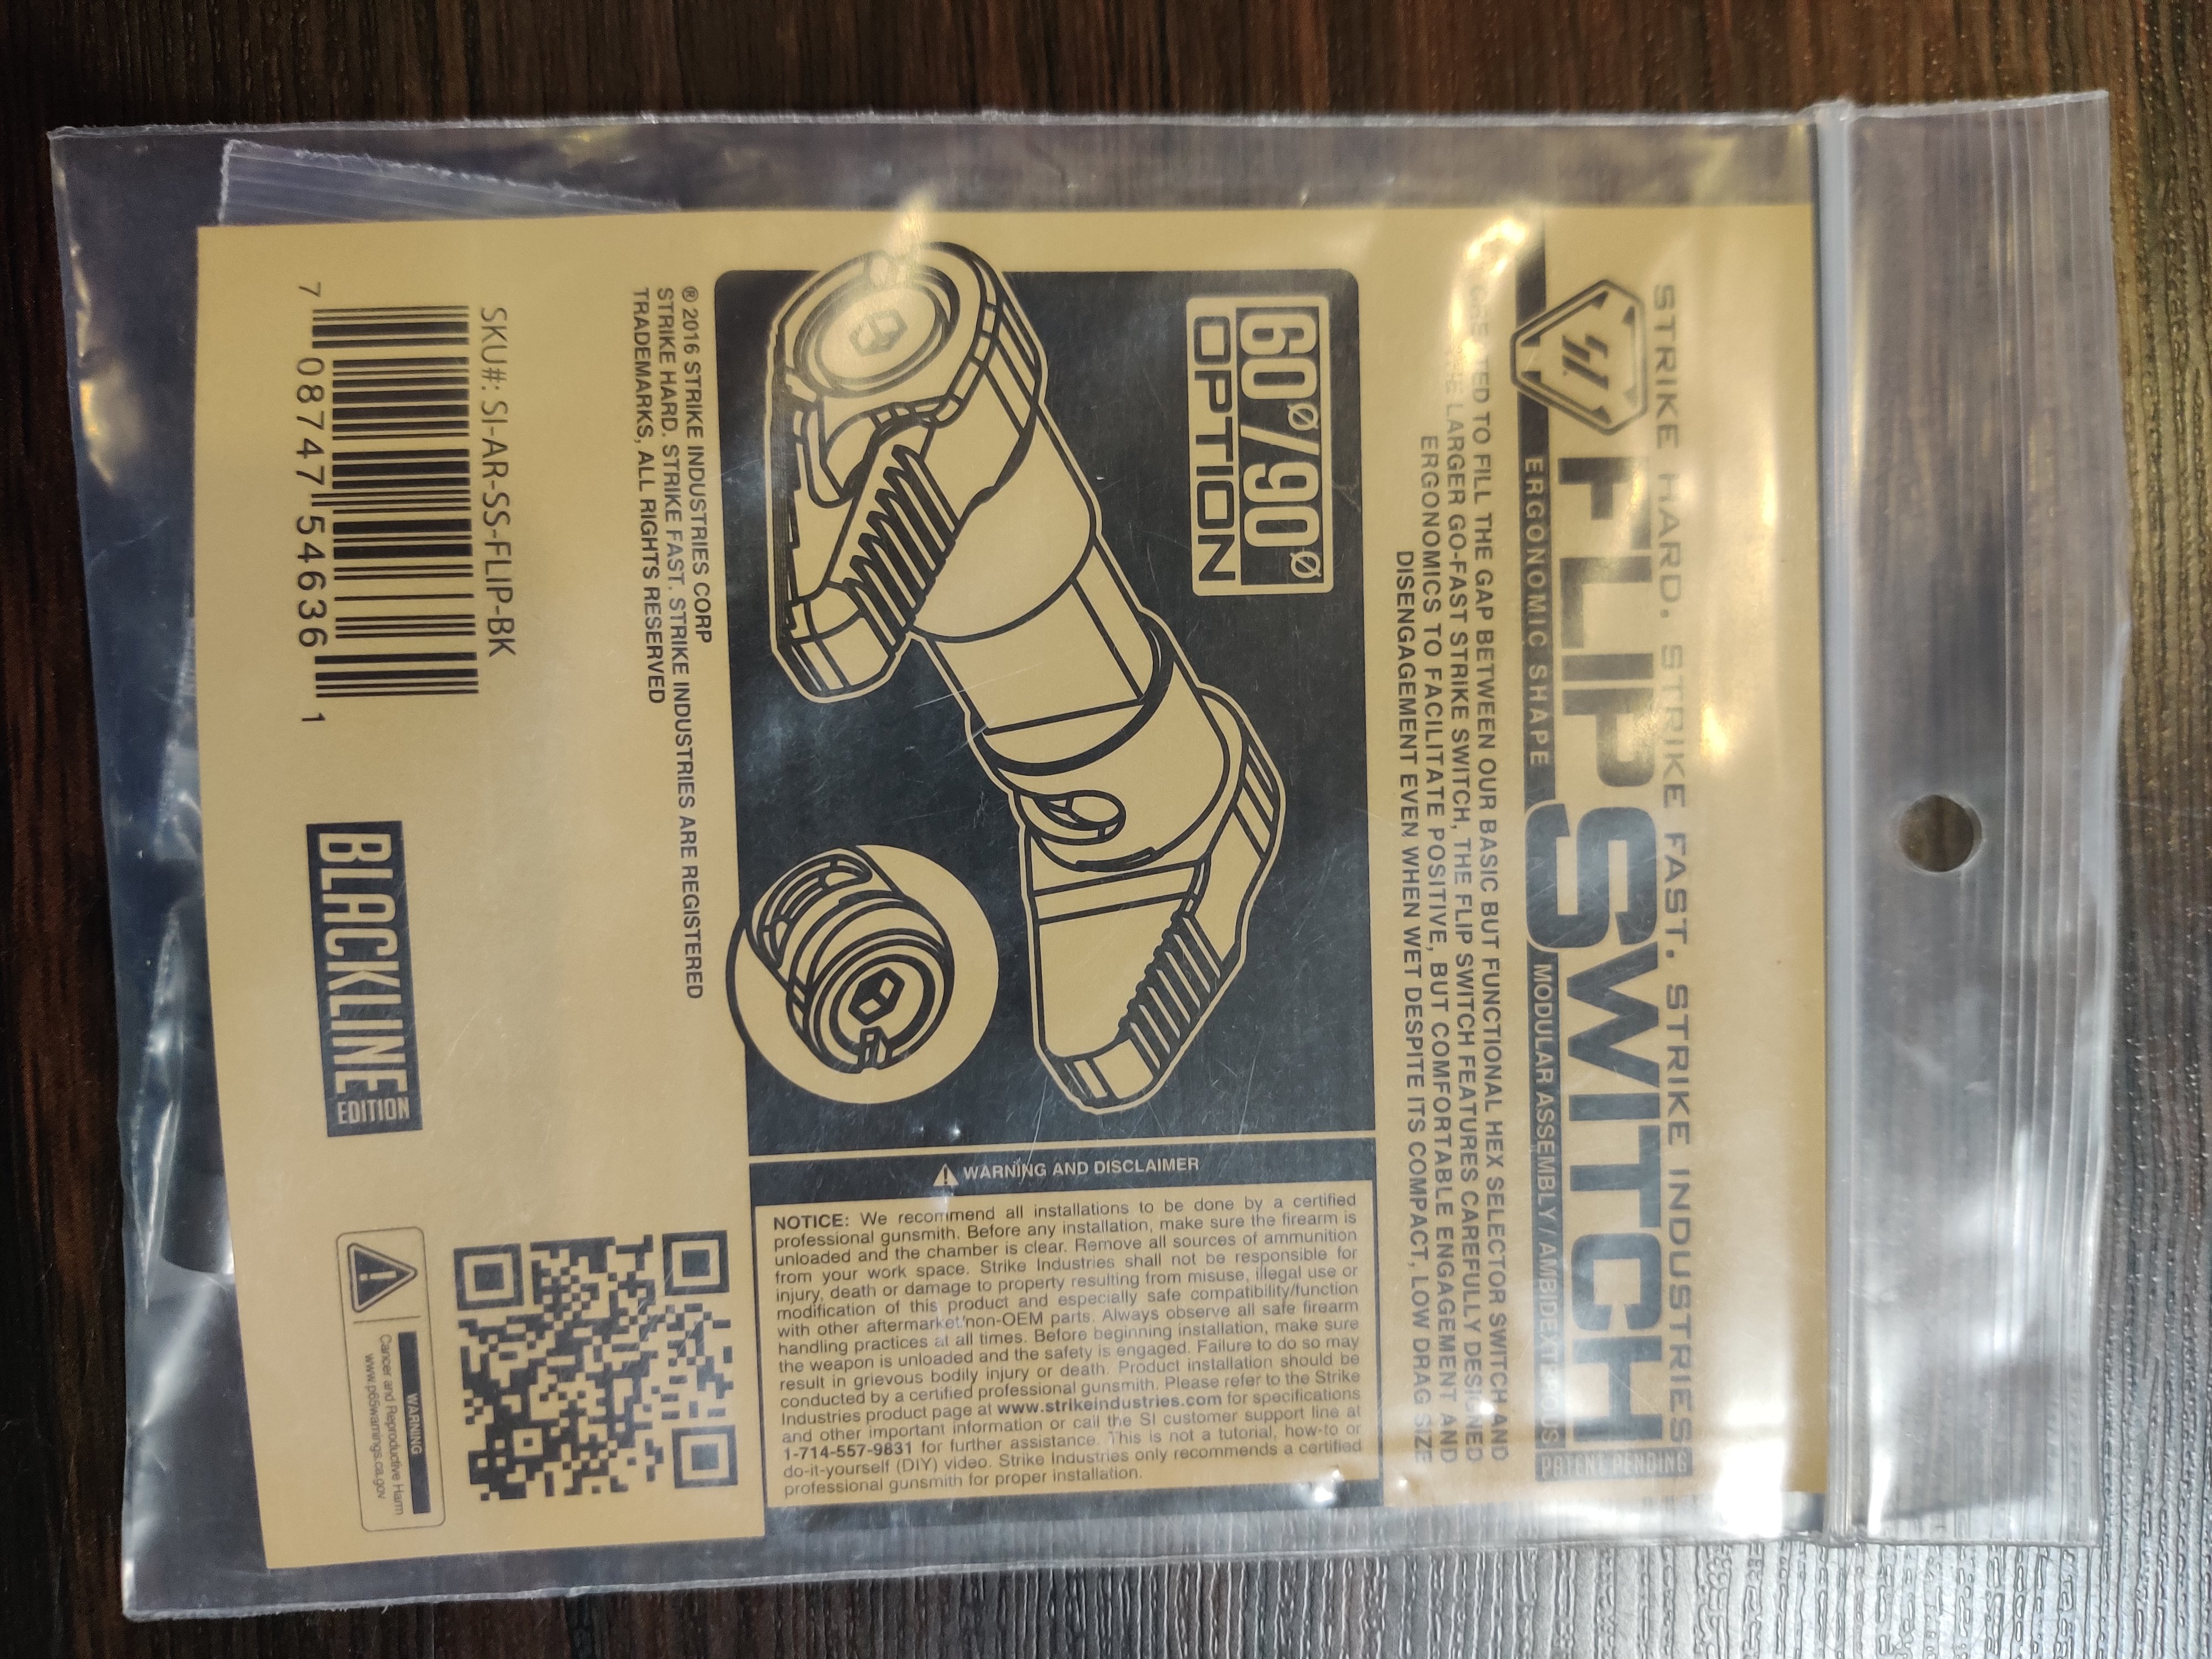 STRIKE HARD. STRIKE FAST. STRIKE INDUSTRIES.
SI
FLIPSWITCH
PATENT PENDING
ERGONOMIC SHAPE
MODULAR ASSEMBLY // AMBIDEXTROUS
TO FILL THE GAP BETWEEN OUR BASIC BUT FUNCTIONAL HEX SELECTOR SWITCH AND
LARGER GO-FAST STRIKE SWITCH, THE FLIP SWITCH FEATURES CAREFULLY DESIGNED
ERGONOMICS TO FACILITATE POSITIVE, BUT COMFORTABLE ENGAGEMENT AND
DISENGAGEMENT EVEN WHEN WET DESPITE ITS COMPACT, LOW DRAG SIZE
60°/90°
OPTION
WARNING AND DISCLAIMER
NOTICE: We recommend all installations to be done by a certified
professional gunsmith. Before any installation, make sure the firearm is
unloaded and the chamber is clear. Remove all sources of ammunition
from your work space. Strike Industries shall not be responsible for
injury, death or damage to property resulting from misuse, illegal use or
modification of this product and especially safe compatibility/function
with other aftermarket/non-OEM parts. Always observe all safe firearm
handling practices at all times. Before beginning installation, make sure
the weapon is unloaded and the safety is engaged. Failure to do so may
result in grievous bodily injury or death. Product installation should be
conducted by a certified professional gunsmith. Please refer to the Strike
Industries product page at www.strikeindustries.com for specifications
and other important information or call the SI customer support line at
1-714-557-9831 for further assistance. This is not a tutorial, how-to or
do-it-yourself (DIY) video. Strike Industries only recommends a certified
professional gunsmith for proper installation.
® 2016 STRIKE INDUSTRIES CORP
STRIKE HARD. STRIKE FAST. STRIKE INDUSTRIES ARE REGISTERED
TRADEMARKS, ALL RIGHTS RESERVED
SKU#: SI-AR-SS-FLIP-BK
7 08747 54636 1
BLACKLINE
EDITION
WARNING
Cancer and Reproductive Harm
www.p65warnings.ca.gov